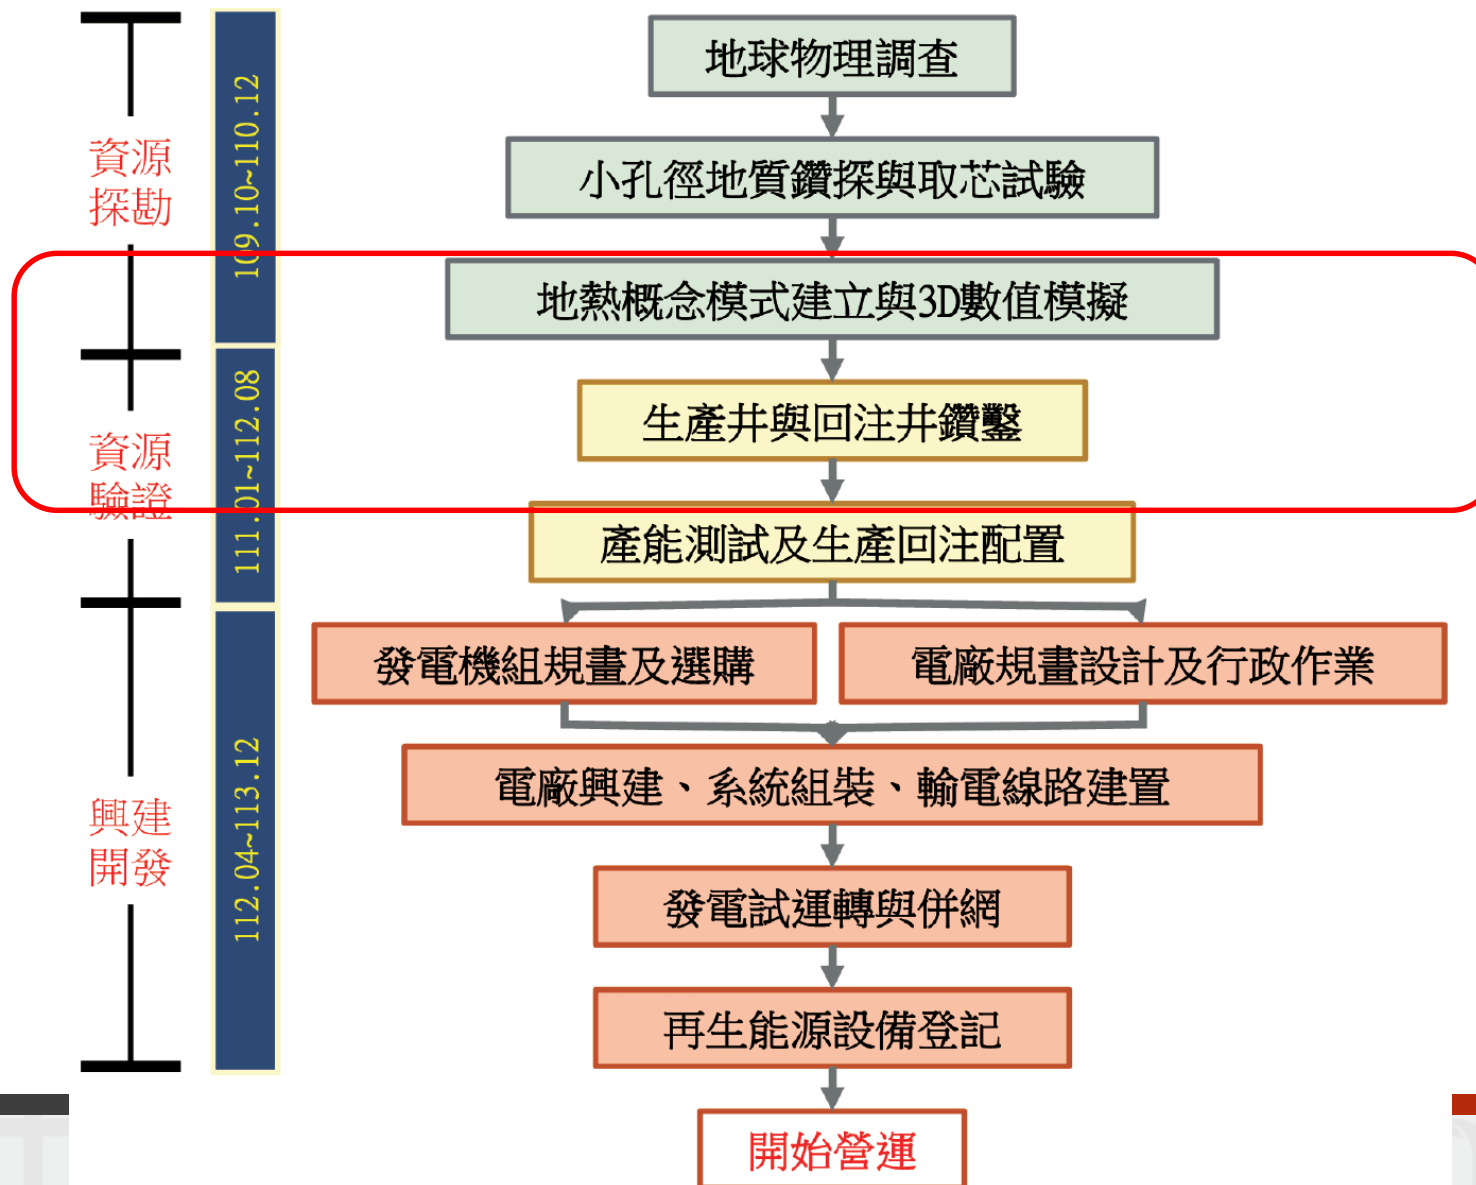 資源
探勘
資源
驗證
興建
開發
109.10~110.12
111.01~112.08
112.04~113.12
地球物理調查
小孔徑地質鑽探與取芯試驗
地熱概念模式建立與3D數值模擬
生產井與回注井鑽鑿
產能測試及生產回注配置
發電機組規畫及選購
電廠規畫設計及行政作業
電廠興建、系統組裝、輸電線路建置
發電試運轉與併網
再生能源設備登記
開始營運